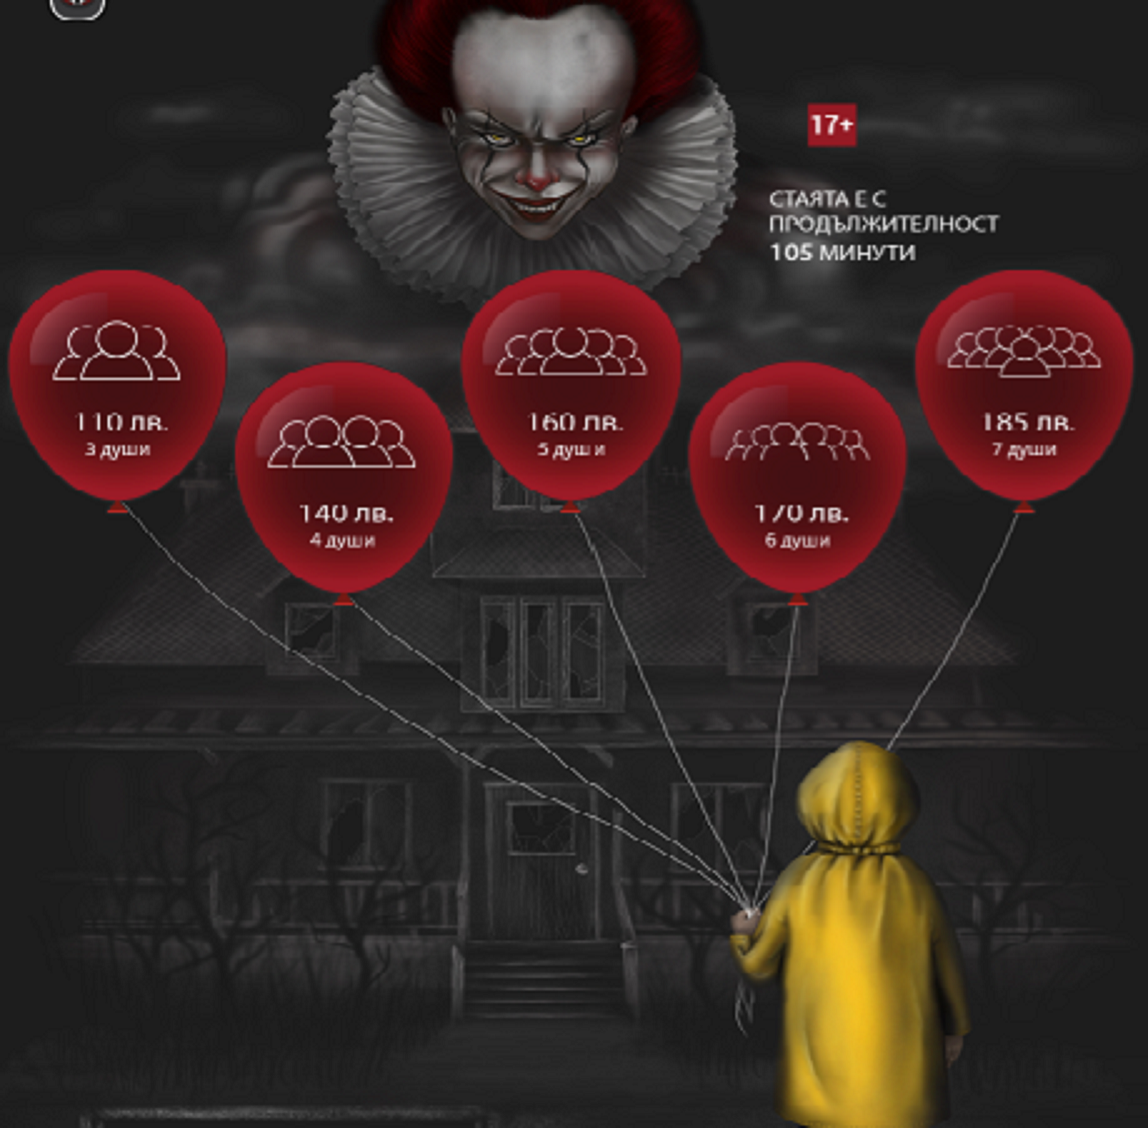 17+
СТАЯТА Е С
ПРОДЪЛЖИТЕЛНОСТ
105 МИНУТИ
110 лв.
3 души
140 лв.
4 души
160 лв.
5 души
170 лв.
6 души
185 лв.
7 души